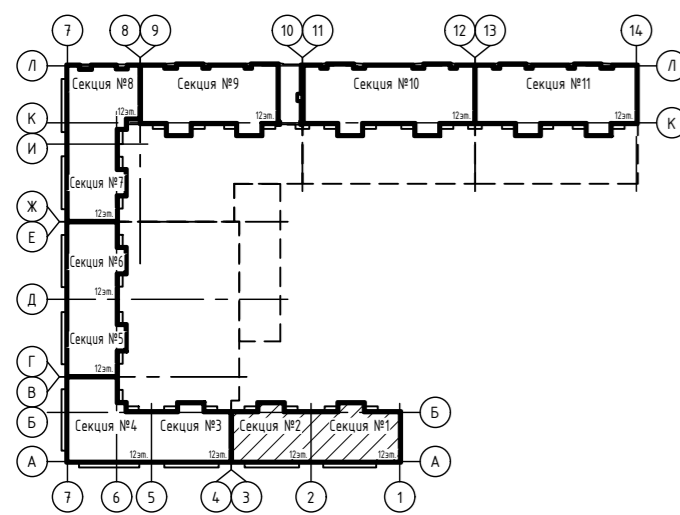 7 8 9 10 11 12 13 14
Л Секция №8 Секция №9 Секция №10 Секция №11 Л
12эт. 12эт. 12эт. 12эт.
К К
И
Секция №7
12эт.
Ж
Е
Секция №6
12эт.
Д
Секция №5
12эт.
Г
В
Б Секция №4 Секция №3 Секция №2 Секция №1 Б
12эт. 12эт. 12эт. 12эт.
А А
7 6 5 4 3 2 1